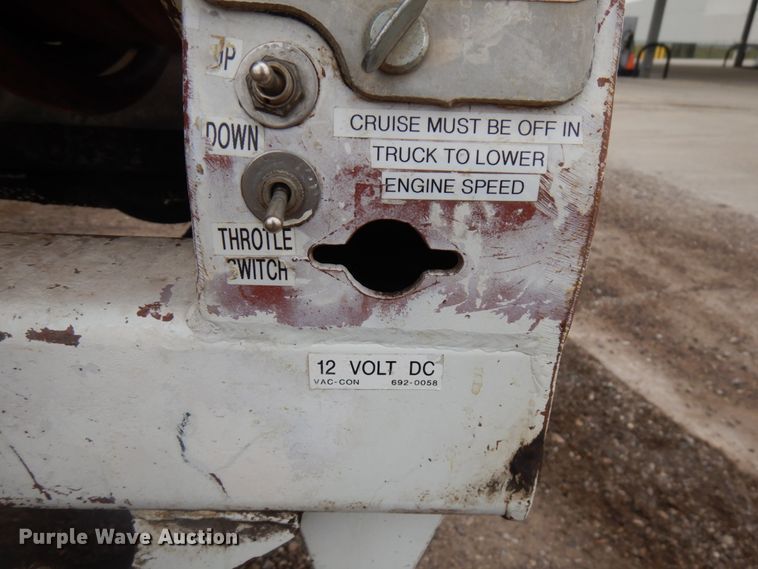 UP
DOWN
CRUISE MUST BE OFF IN
TRUCK TO LOWER
ENGINE SPEED
THROTLE
SWITCH
12 VOLT DC
VAC-CON 692-0058
Purple Wave Auction